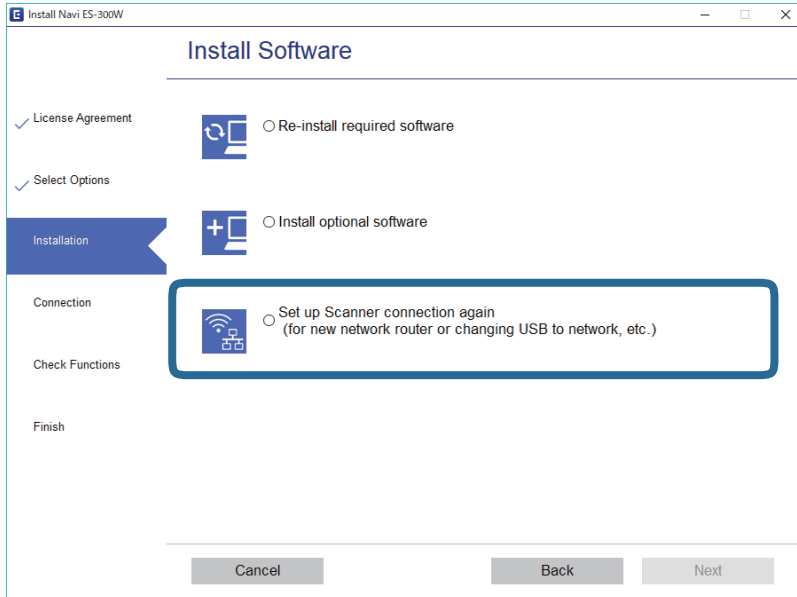 Install Navi ES-300W
Install Software
License Agreement
Select Options
Installation
Connection
Check Functions
Finish
Re-install required software
Install optional software
Set up Scanner connection again
(for new network router or changing USB to network, etc.)
Cancel
Back
Next